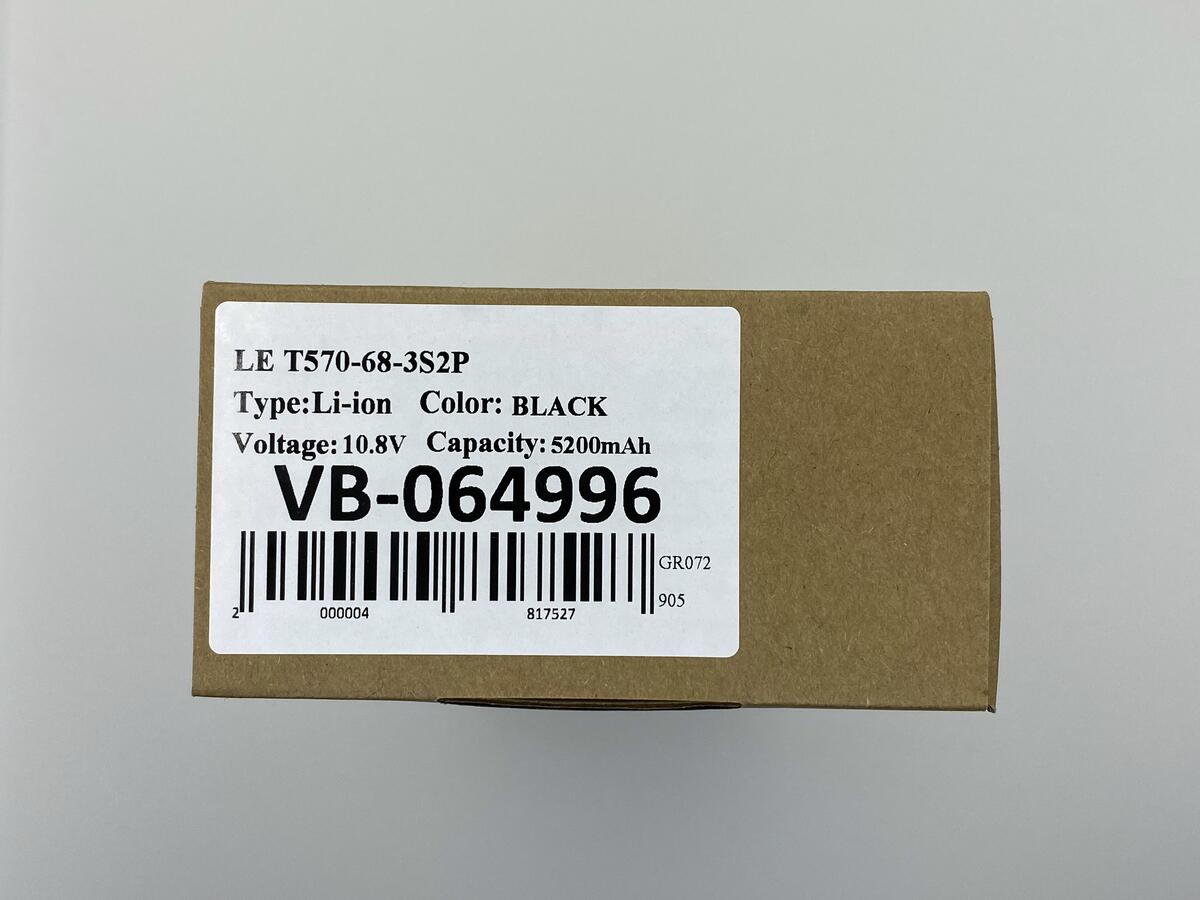 LE T570-68-3S2P
Type:Li-ion Color: BLACK
Voltage: 10.8V Capacity: 5200mAh
VB-064996
GR072
905
2 000004 817527